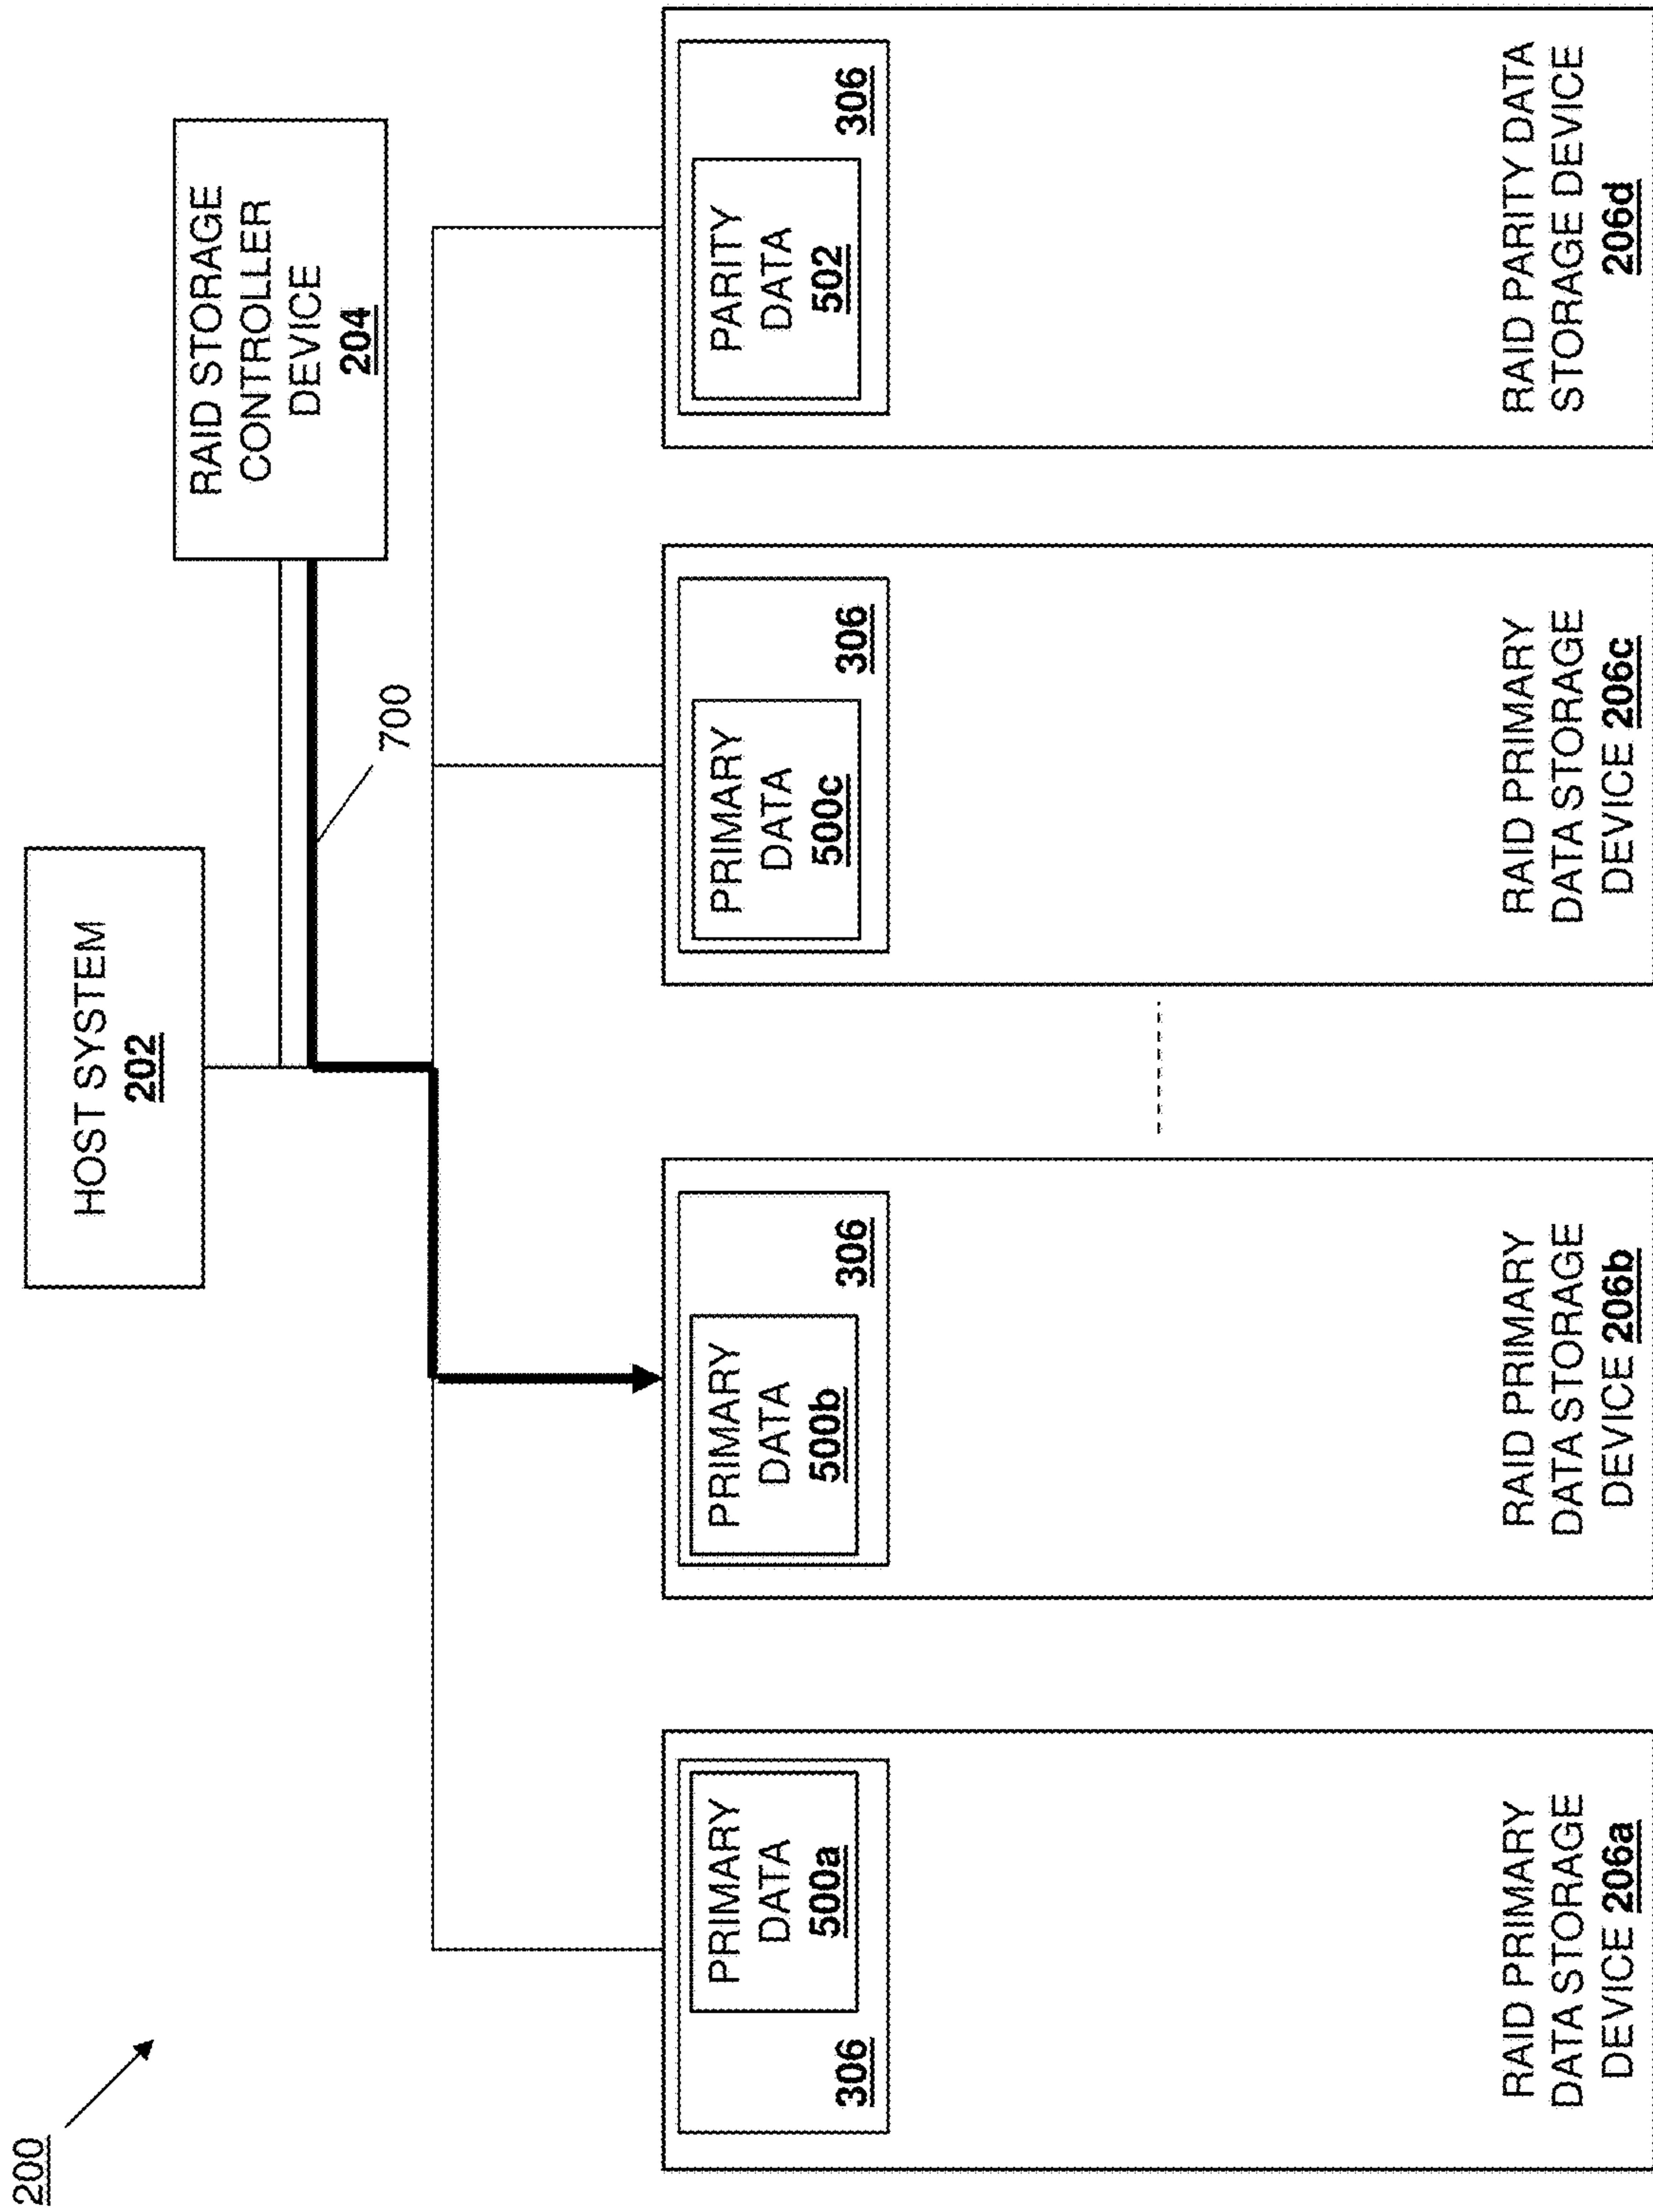 200
HOST SYSTEM
202
RAID STORAGE
CONTROLLER
DEVICE
204
700
306
PRIMARY
DATA
500a
RAID PRIMARY
DATA STORAGE
DEVICE 206a
PRIMARY
DATA
500b
306
RAID PRIMARY
DATA STORAGE
DEVICE 206b
PRIMARY
DATA
500c
306
RAID PRIMARY
DATA STORAGE
DEVICE 206c
PARITY
DATA
502
306
RAID PARITY DATA
STORAGE DEVICE
206d